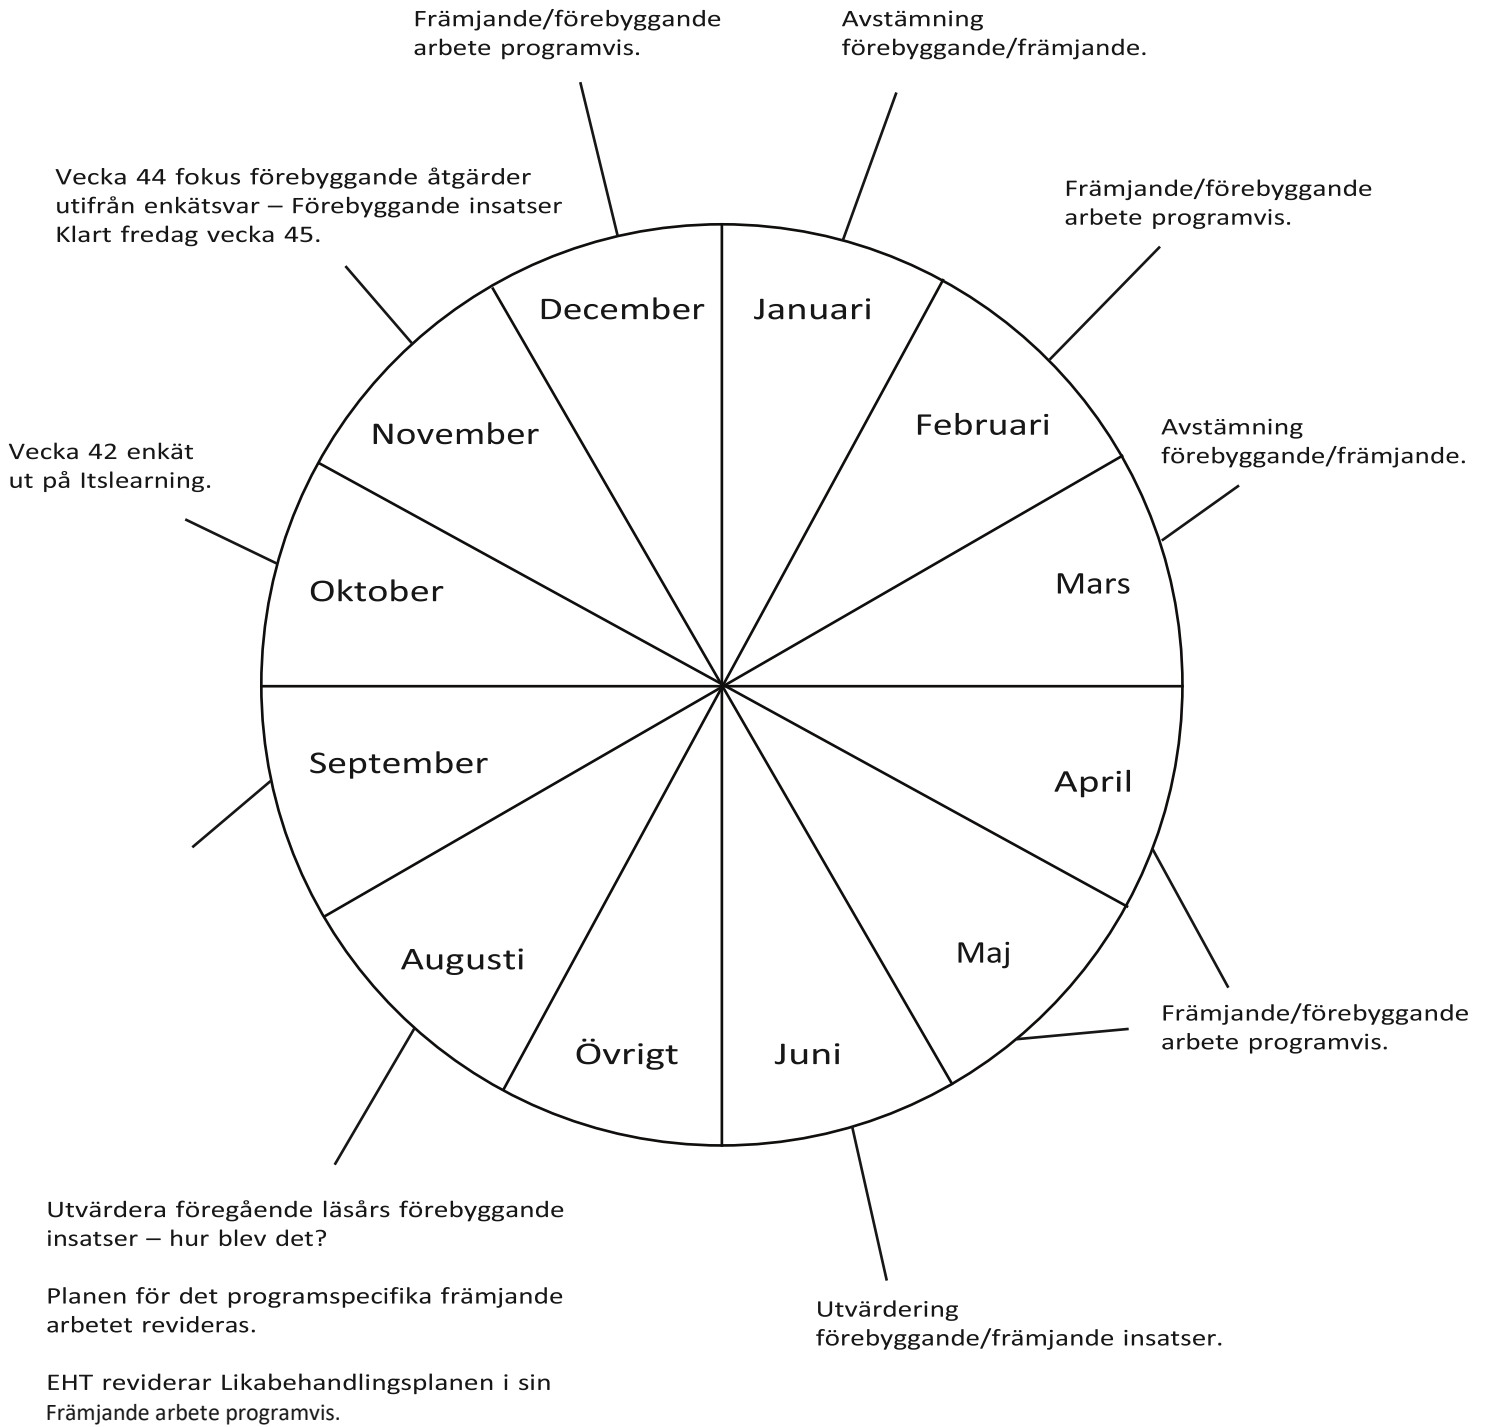 Främjande/förebyggande
arbete programvis.
Avstämning
förebyggande/främjande.
Vecka 44 fokus förebyggande åtgärder
utifrån enkätsvar – Förebyggande insatser
Klart fredag vecka 45.
Främjande/förebyggande
arbete programvis.
December
Januari
Februari
November
Avstämning
förebyggande/främjande.
Vecka 42 enkät
ut på Itslearning.
Oktober
Mars
September
April
Augusti
Maj
Övrigt
Juni
Främjande/förebyggande
arbete programvis.
Utvärdera föregående läsårs förebyggande
insatser – hur blev det?
Planen för det programspecifika främjande
arbetet revideras.
EHT reviderar Likabehandlingsplanen i sin
Främjande arbete programvis.
Utvärdering
förebyggande/främjande insatser.